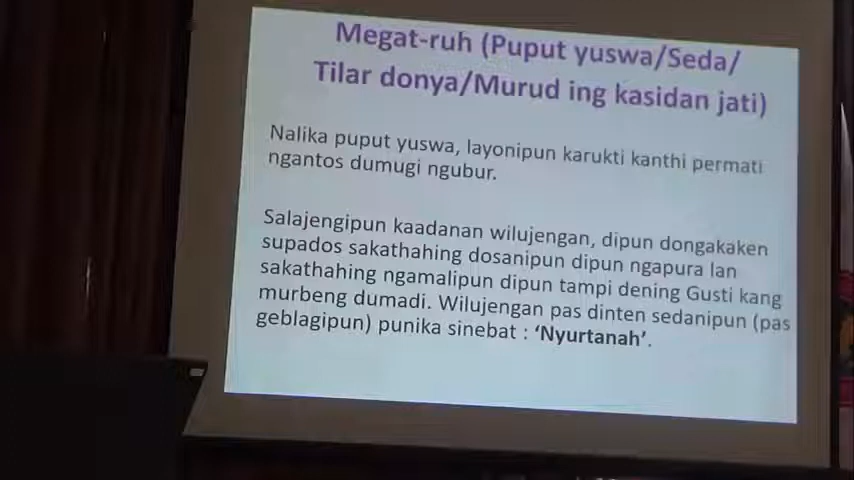 Megat-ruh (Puput yuswa/Seda/
Tilar donya/Murud ing kasidan jati)
Nalika puput yuswa, layonipun karukti kanthi permati
ngantos dumugi ngubur.
Salajengipun kaadanan wilujengan, dipun dongakaken
supados sakathahing dosanipun dipun ngapura lan
sakathahing ngamalipun dipun tampi dening Gusti kang
murbeng dumadi. Wilujengan pas dinten sedanipun (pas
geblagipun) punika sinebat : ‘Nyurtanah’.